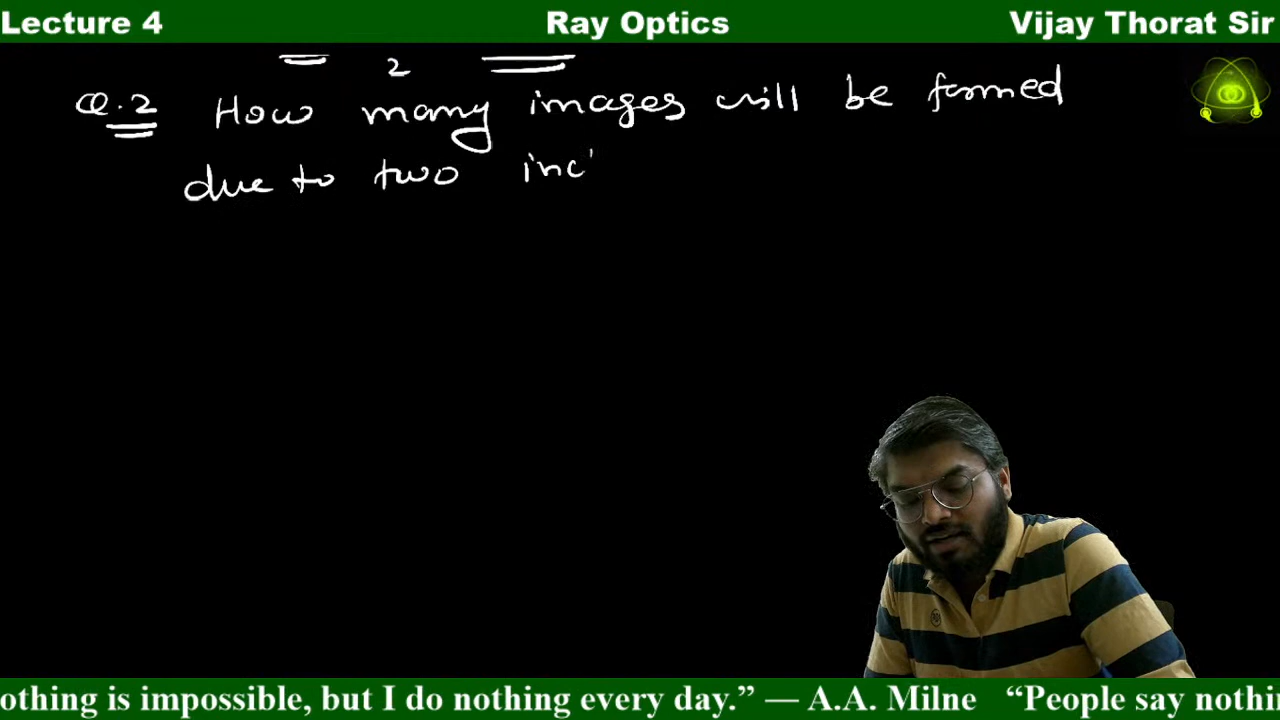 Lecture 4 Ray Optics Vijay Thorat Sir
2
Q.2 How many images will be formed
due to two inc
othing is impossible, but I do nothing every day.” — A.A. Milne “People say nothi